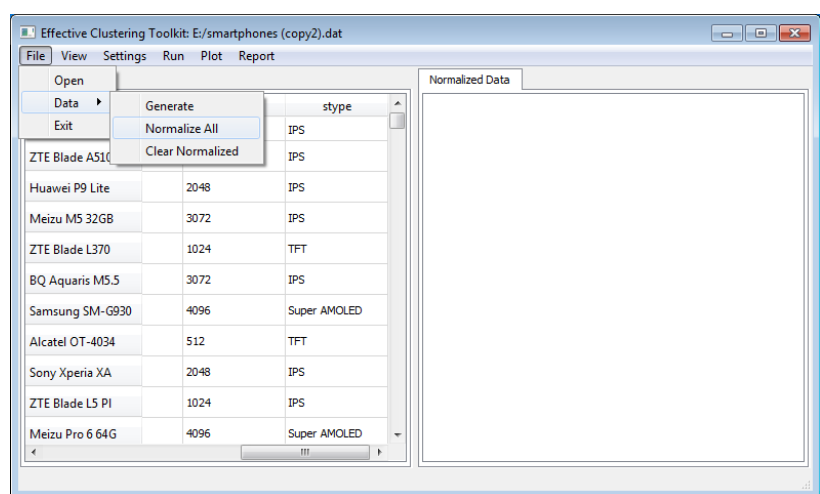 Effective Clustering Toolkit: E:/smartphones (copy2).dat
File View Settings Run Plot Report
Open
Data
Exit
Generate
Normalize All
Clear Normalized
Normalized Data
stype
IPS
ZTE Blade A510 IPS
Huawei P9 Lite 2048 IPS
Meizu M5 32GB 3072 IPS
ZTE Blade L370 1024 TFT
BQ Aquaris M5.5 3072 IPS
Samsung SM-G930 4096 Super AMOLED
Alcatel OT-4034 512 TFT
Sony Xperia XA 2048 IPS
ZTE Blade L5 PI 1024 IPS
Meizu Pro 6 64G 4096 Super AMOLED